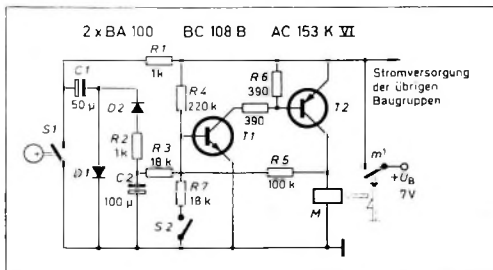 2 x BA 100 BC 108 B AC 153 K VI
R1
1k
C1
50 µ
D2
R4
220 k
R6
390
T2
Stromversorgung
der übrigen
Baugruppen
S1
R2
1k
R3
18 k
390
T1
D1
R5
100 k
m¹
+UB
7V
C2
100 µ
R7
18 k
M
S2